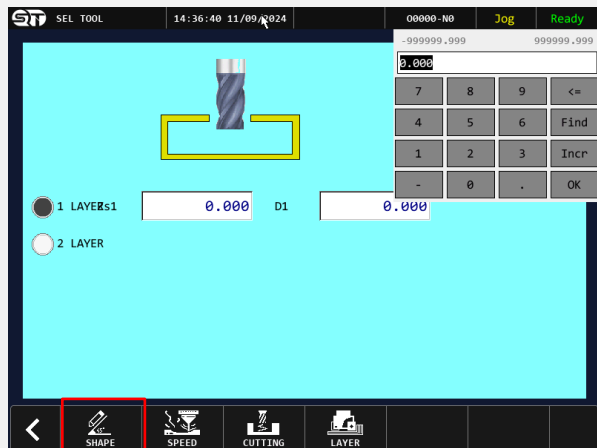 ST SEL TOOL 14:36:40 11/09/2024 O0000-N0 Jog Ready
-999999.999 999999.999
0.000
7 8 9 <=
4 5 6 Find
1 2 3 Incr
- 0 . OK
1 LAYER Zs1 0.000 D1 0.000
2 LAYER
SHAPE SPEED CUTTING LAYER